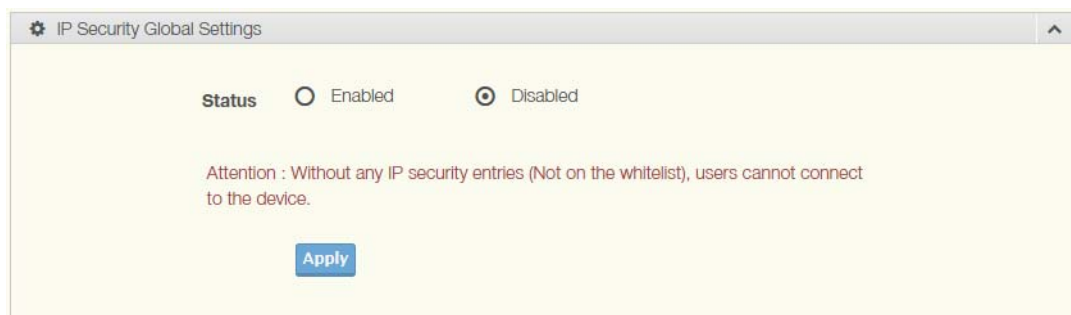 IP Security Global Settings
Status Enabled Disabled
Attention : Without any IP security entries (Not on the whitelist), users cannot connect
to the device.
Apply